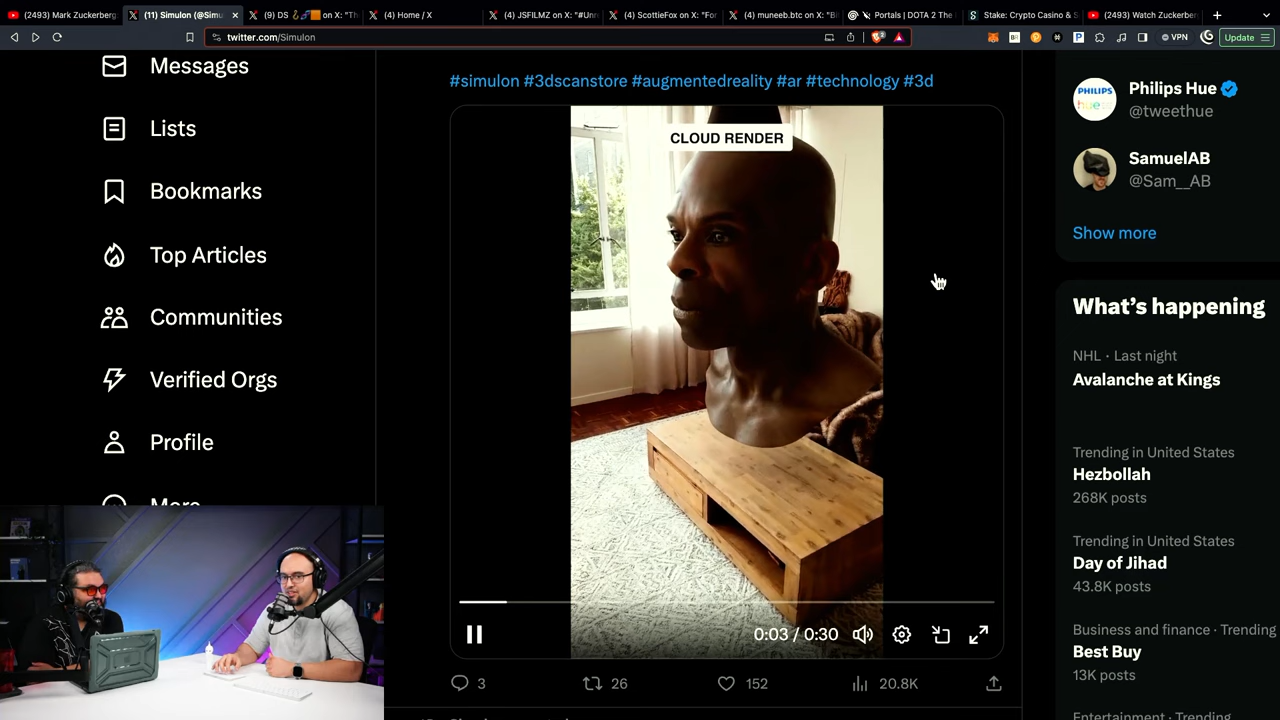 (2493) Mark Zuckerberg
(11) Simulon (@Simu
(9) DS
on X: "Th
(4) Home / X
(4) JSFILMZ on X: "#Unr
(4) ScottieFox on X: "For
(4) muneeb.btc on X: "B
Portals | DOTA 2 The
Stake: Crypto Casino & S
(2493) Watch Zuckerber
twitter.com/Simulon
VPN
Update
Messages
Lists
Bookmarks
Top Articles
Communities
Verified Orgs
Profile
More
#simulon #3dscanstore #augmentedreality #ar #technology #3d
CLOUD RENDER
0:03 / 0:30
3
26
152
20.8K
PHILIPS
hue
Philips Hue
@tweethue
SamuelAB
@Sam__AB
Show more
What's happening
NHL · Last night
Avalanche at Kings
Trending in United States
Hezbollah
268K posts
Trending in United States
Day of Jihad
43.8K posts
Business and finance · Trending
Best Buy
13K posts
Entertainment · Trending